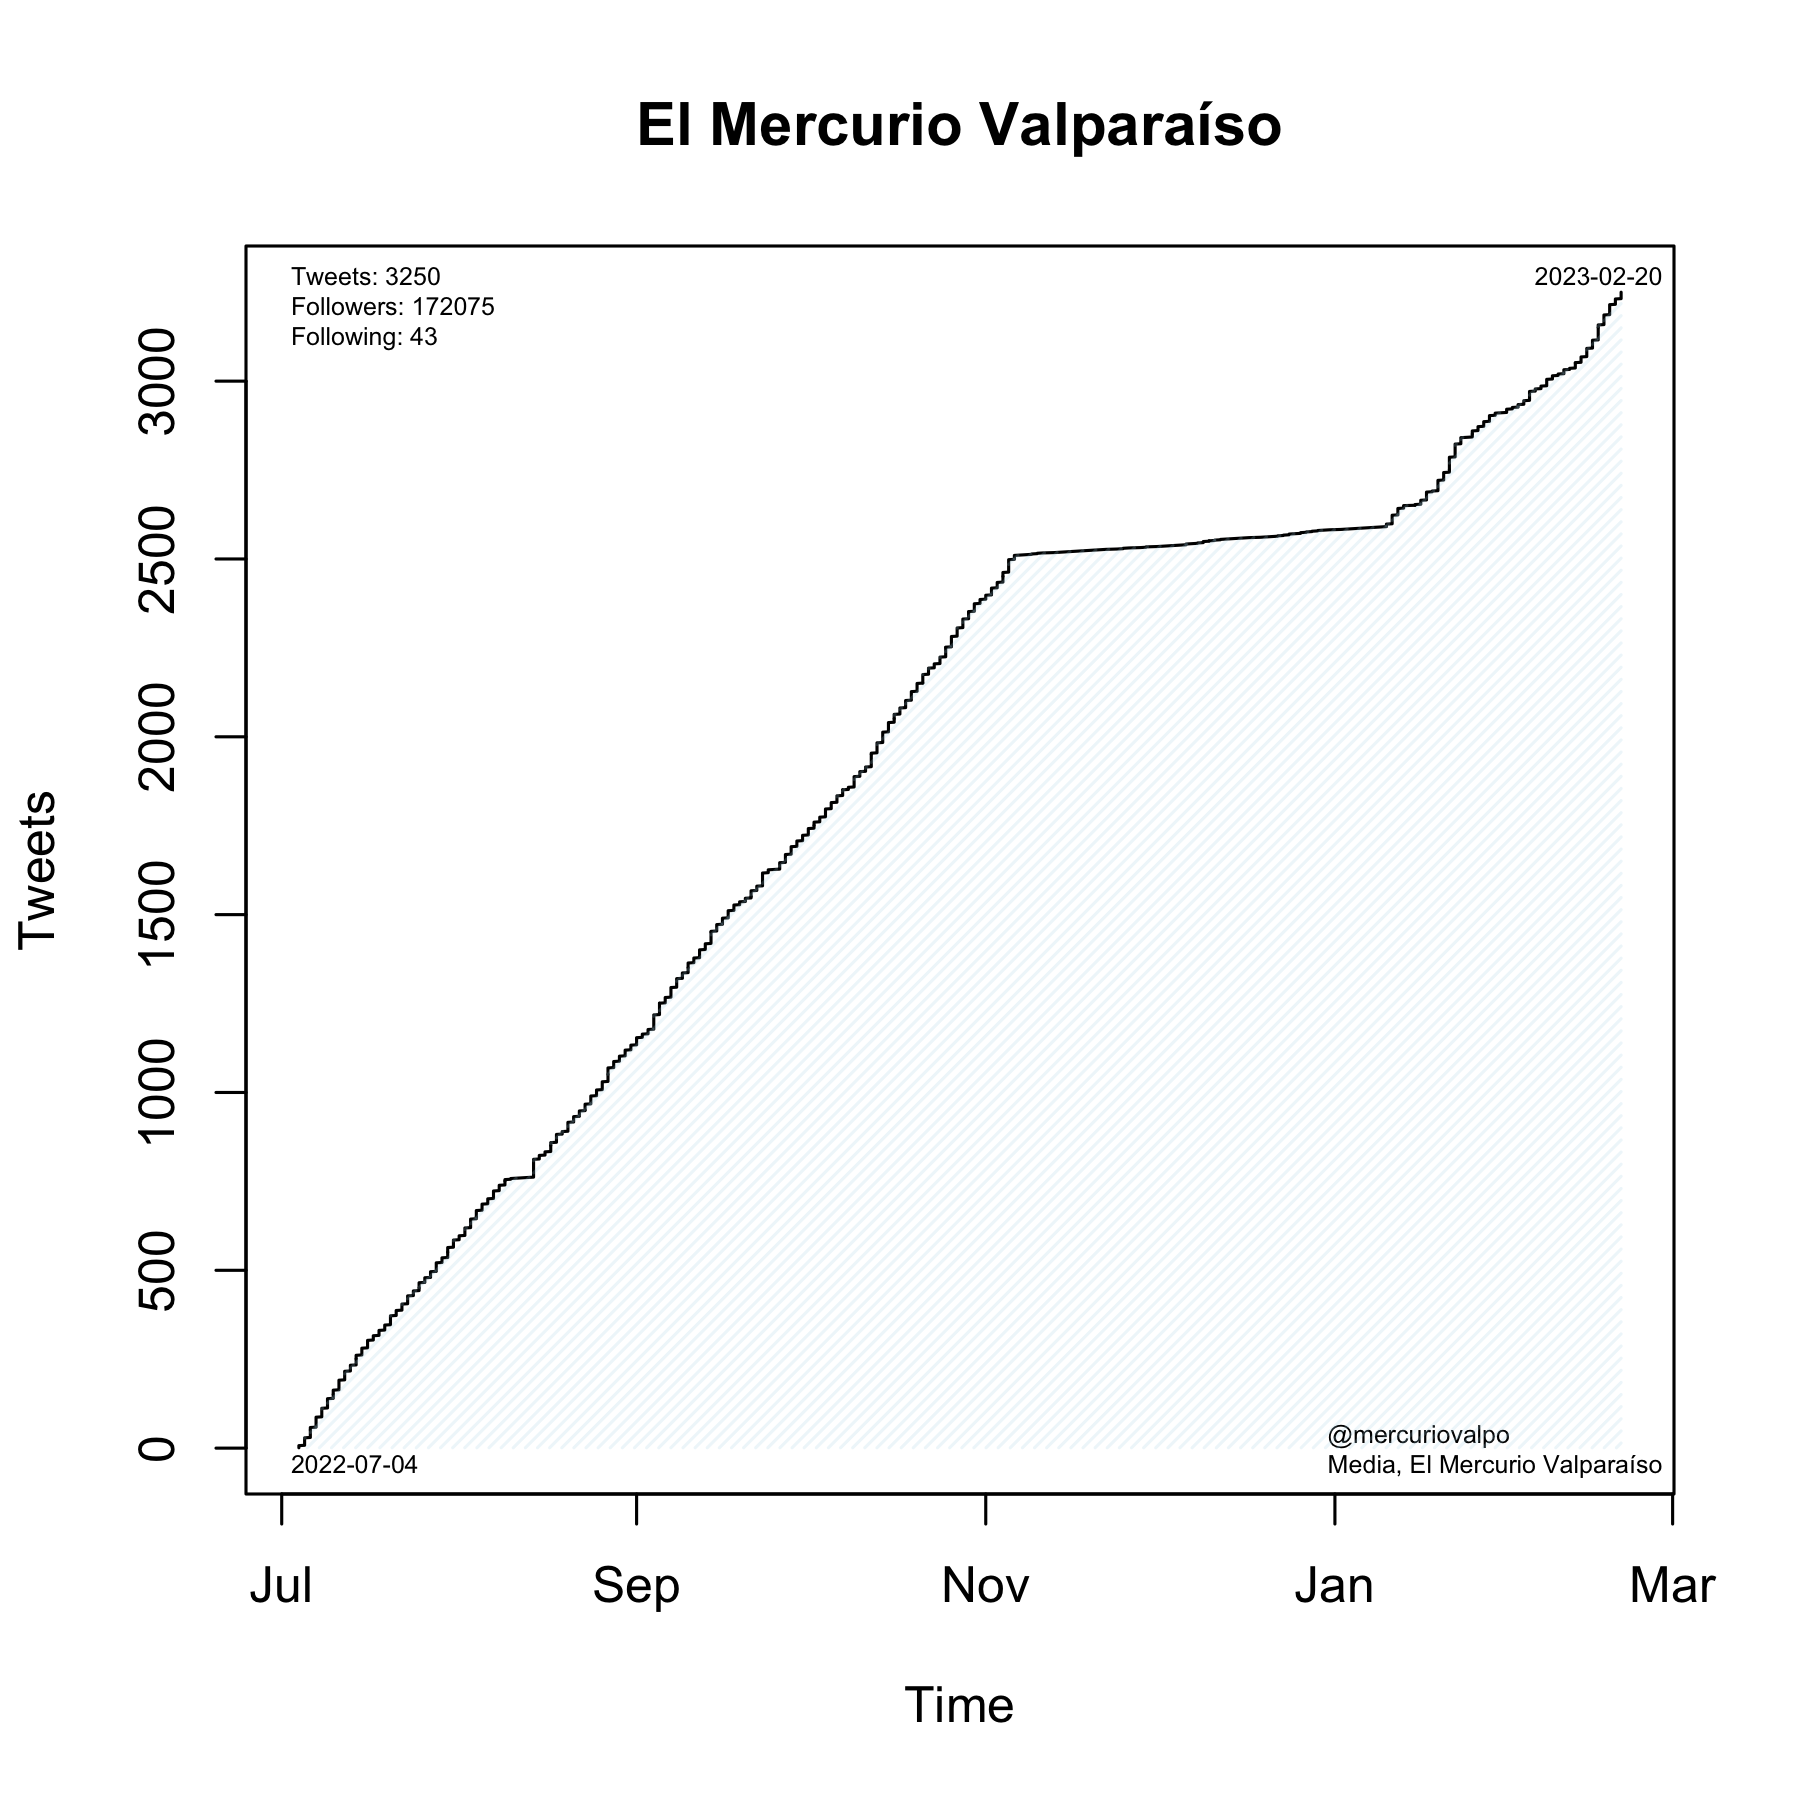 El Mercurio Valparaíso
Tweets: 3250
Followers: 172075
Following: 43
2023-02-20
3000
2500
2000
1500
1000
500
0
Tweets
@mercuriovalpo
Media, El Mercurio Valparaíso
2022-07-04
Jul Sep Nov Jan Mar
Time